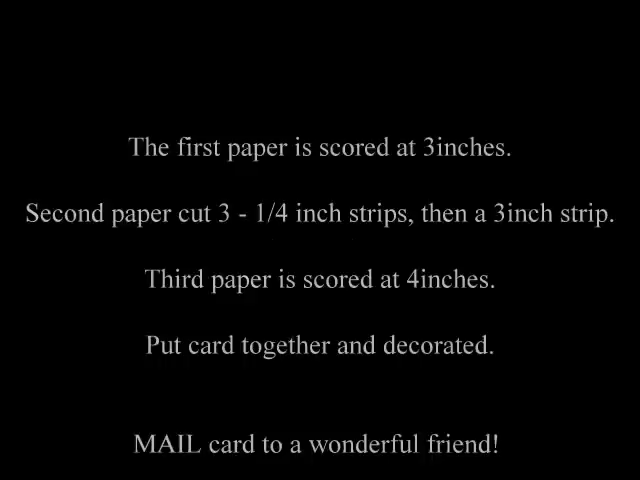 The first paper is scored at 3inches.
Second paper cut 3 - 1/4 inch strips, then a 3inch strip.
Third paper is scored at 4inches.
Put card together and decorated.
MAIL card to a wonderful friend!